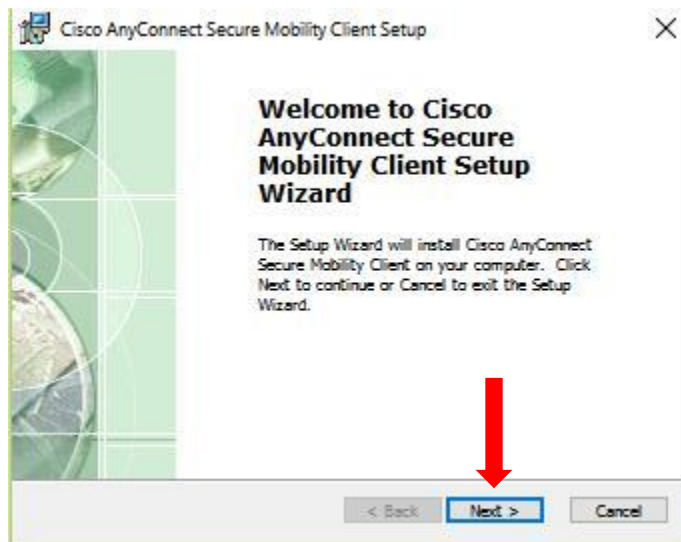 Cisco AnyConnect Secure Mobility Client Setup
Welcome to Cisco
AnyConnect Secure
Mobility Client Setup
Wizard
The Setup Wizard will install Cisco AnyConnect
Secure Mobility Client on your computer. Click
Next to continue or Cancel to exit the Setup
Wizard.
< Back Next > Cancel